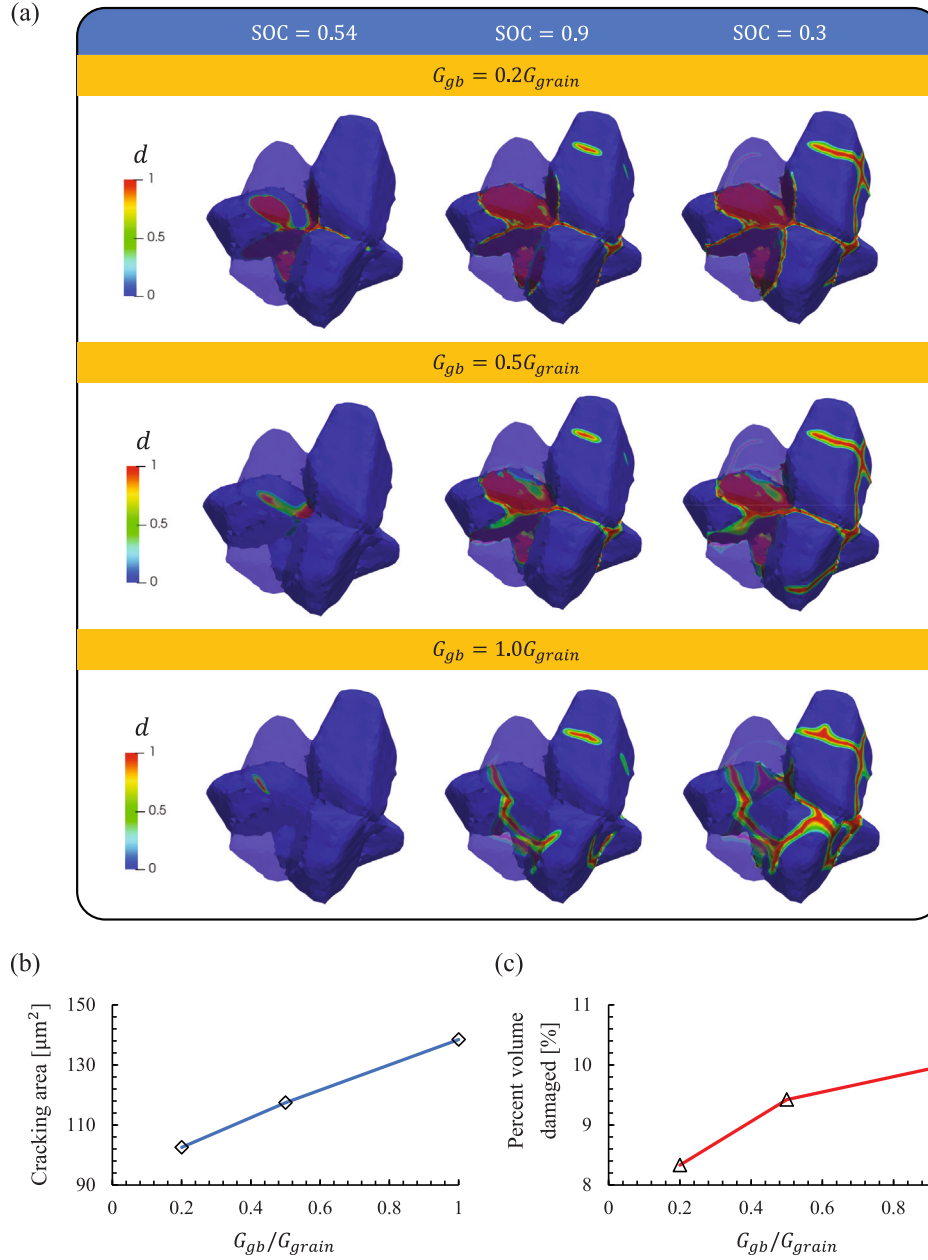 (a)
SOC = 0.54 SOC = 0.9 SOC = 0.3
G_gb = 0.2G_grain
d
1
0.5
0
G_gb = 0.5G_grain
d
1
0.5
0
G_gb = 1.0G_grain
d
1
0.5
0
(b)
150
130
110
90
0 0.2 0.4 0.6 0.8 1
Cracking area [μm²]
G_gb/G_grain
(c)
11
10
9
8
0 0.2 0.4 0.6 0.8
Percent volume
damaged [%]
G_gb/G_grain